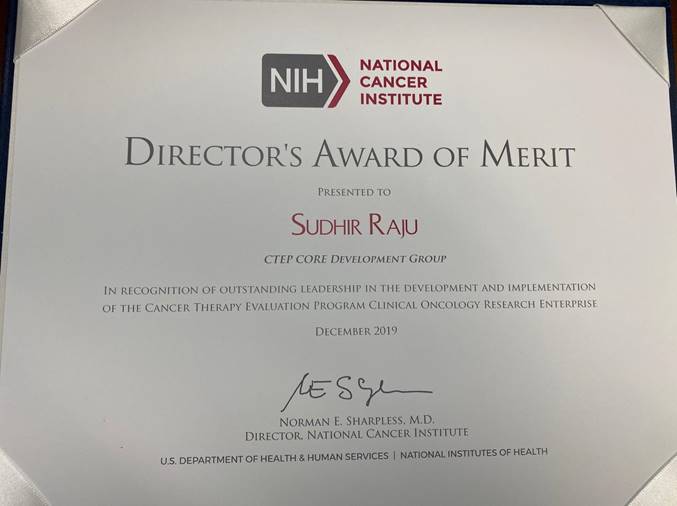 NIH
NATIONAL
CANCER
INSTITUTE
DIRECTOR'S AWARD OF MERIT
PRESENTED TO
SUDHIR RAJU
CTEP CORE DEVELOPMENT GROUP
IN RECOGNITION OF OUTSTANDING LEADERSHIP IN THE DEVELOPMENT AND IMPLEMENTATION
OF THE CANCER THERAPY EVALUATION PROGRAM CLINICAL ONCOLOGY RESEARCH ENTERPRISE
DECEMBER 2019
NORMAN E. SHARPLESS, M.D.
DIRECTOR, NATIONAL CANCER INSTITUTE
U.S. DEPARTMENT OF HEALTH & HUMAN SERVICES | NATIONAL INSTITUTES OF HEALTH